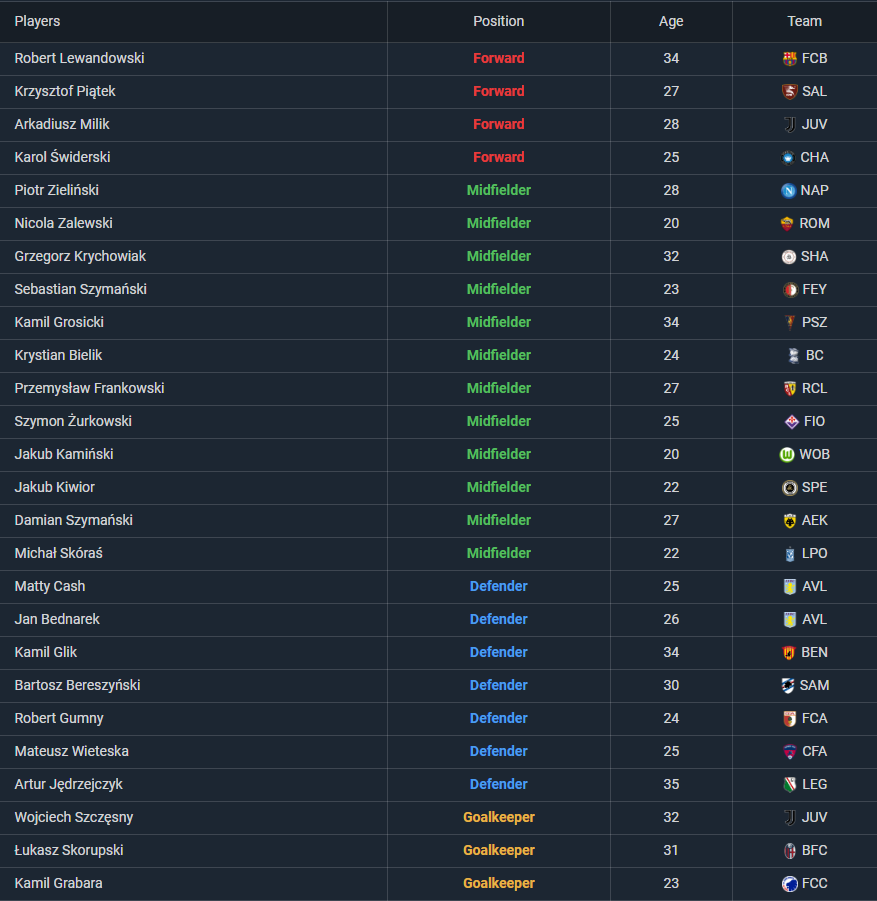 Players Position Age Team
Robert Lewandowski Forward 34 FCB
Krzysztof Piątek Forward 27 SAL
Arkadiusz Milik Forward 28 JUV
Karol Świderski Forward 25 CHA
Piotr Zieliński Midfielder 28 NAP
Nicola Zalewski Midfielder 20 ROM
Grzegorz Krychowiak Midfielder 32 SHA
Sebastian Szymański Midfielder 23 FEY
Kamil Grosicki Midfielder 34 PSZ
Krystian Bielik Midfielder 24 BC
Przemysław Frankowski Midfielder 27 RCL
Szymon Żurkowski Midfielder 25 FIO
Jakub Kamiński Midfielder 20 WOB
Jakub Kiwior Midfielder 22 SPE
Damian Szymański Midfielder 27 AEK
Michał Skóraś Midfielder 22 LPO
Matty Cash Defender 25 AVL
Jan Bednarek Defender 26 AVL
Kamil Glik Defender 34 BEN
Bartosz Bereszyński Defender 30 SAM
Robert Gumny Defender 24 FCA
Mateusz Wieteska Defender 25 CFA
Artur Jędrzejczyk Defender 35 LEG
Wojciech Szczęsny Goalkeeper 32 JUV
Łukasz Skorupski Goalkeeper 31 BFC
Kamil Grabara Goalkeeper 23 FCC